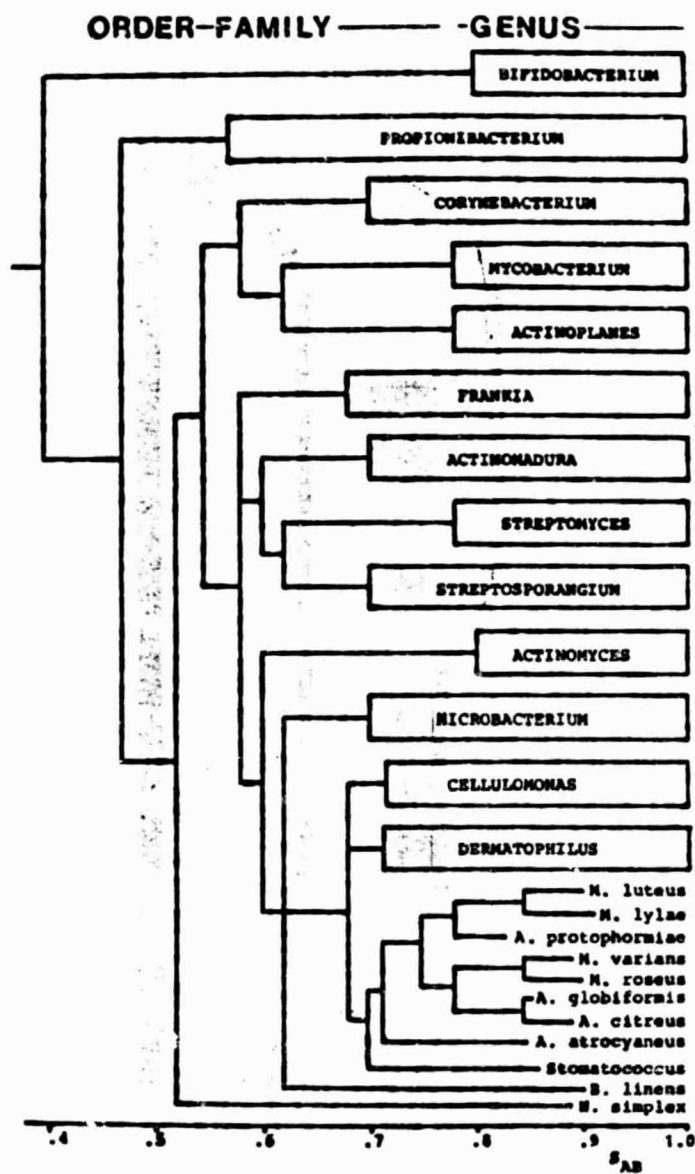 ORDER-FAMILY GENUS
BIFIDOBACTERIUM
PROPIONIBACTERIUM
CORYNEBACTERIUM
MYCOBACTERIUM
ACTINOPLANES
FRANKIA
ACTINOMADURA
STREPTOMYCES
STREPTOSPORANGIUM
ACTINOMYCES
MICROBACTERIUM
CELLULOMONAS
DERMATOPHILUS
M. luteus
M. lylae
A. protophormiae
M. varians
M. roseus
A. globiformis
A. citreus
A. atrocyaneus
Stomatococcus
B. linens
N. simplex
.4 .5 .6 .7 .8 .9 1.0
SAB